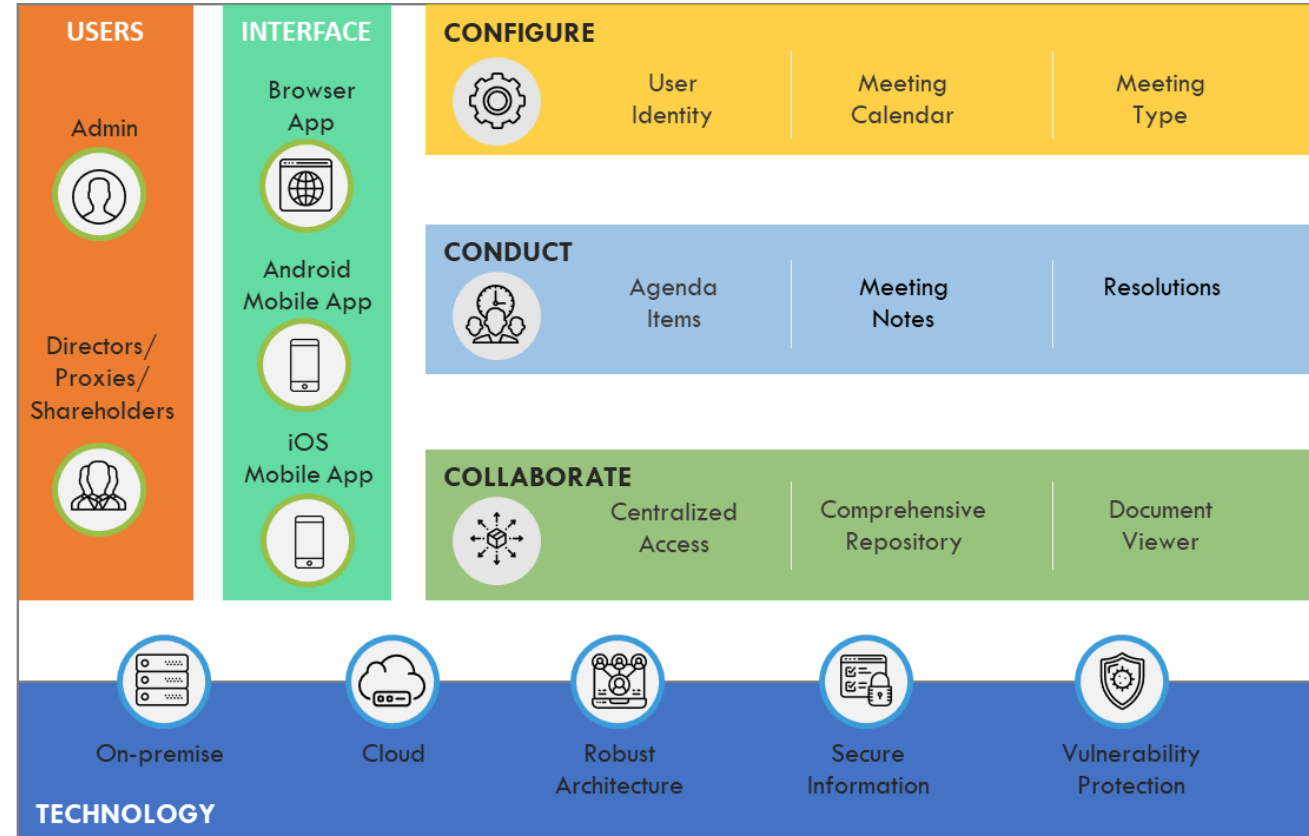 USERS
Admin
Directors/
Proxies/
Shareholders
INTERFACE
Browser
App
Android
Mobile App
iOS
Mobile App
CONFIGURE
User
Identity
Meeting
Calendar
Meeting
Type
CONDUCT
Agenda
Items
Meeting
Notes
Resolutions
COLLABORATE
Centralized
Access
Comprehensive
Repository
Document
Viewer
On-premise
Cloud
Robust
Architecture
Secure
Information
Vulnerability
Protection
TECHNOLOGY